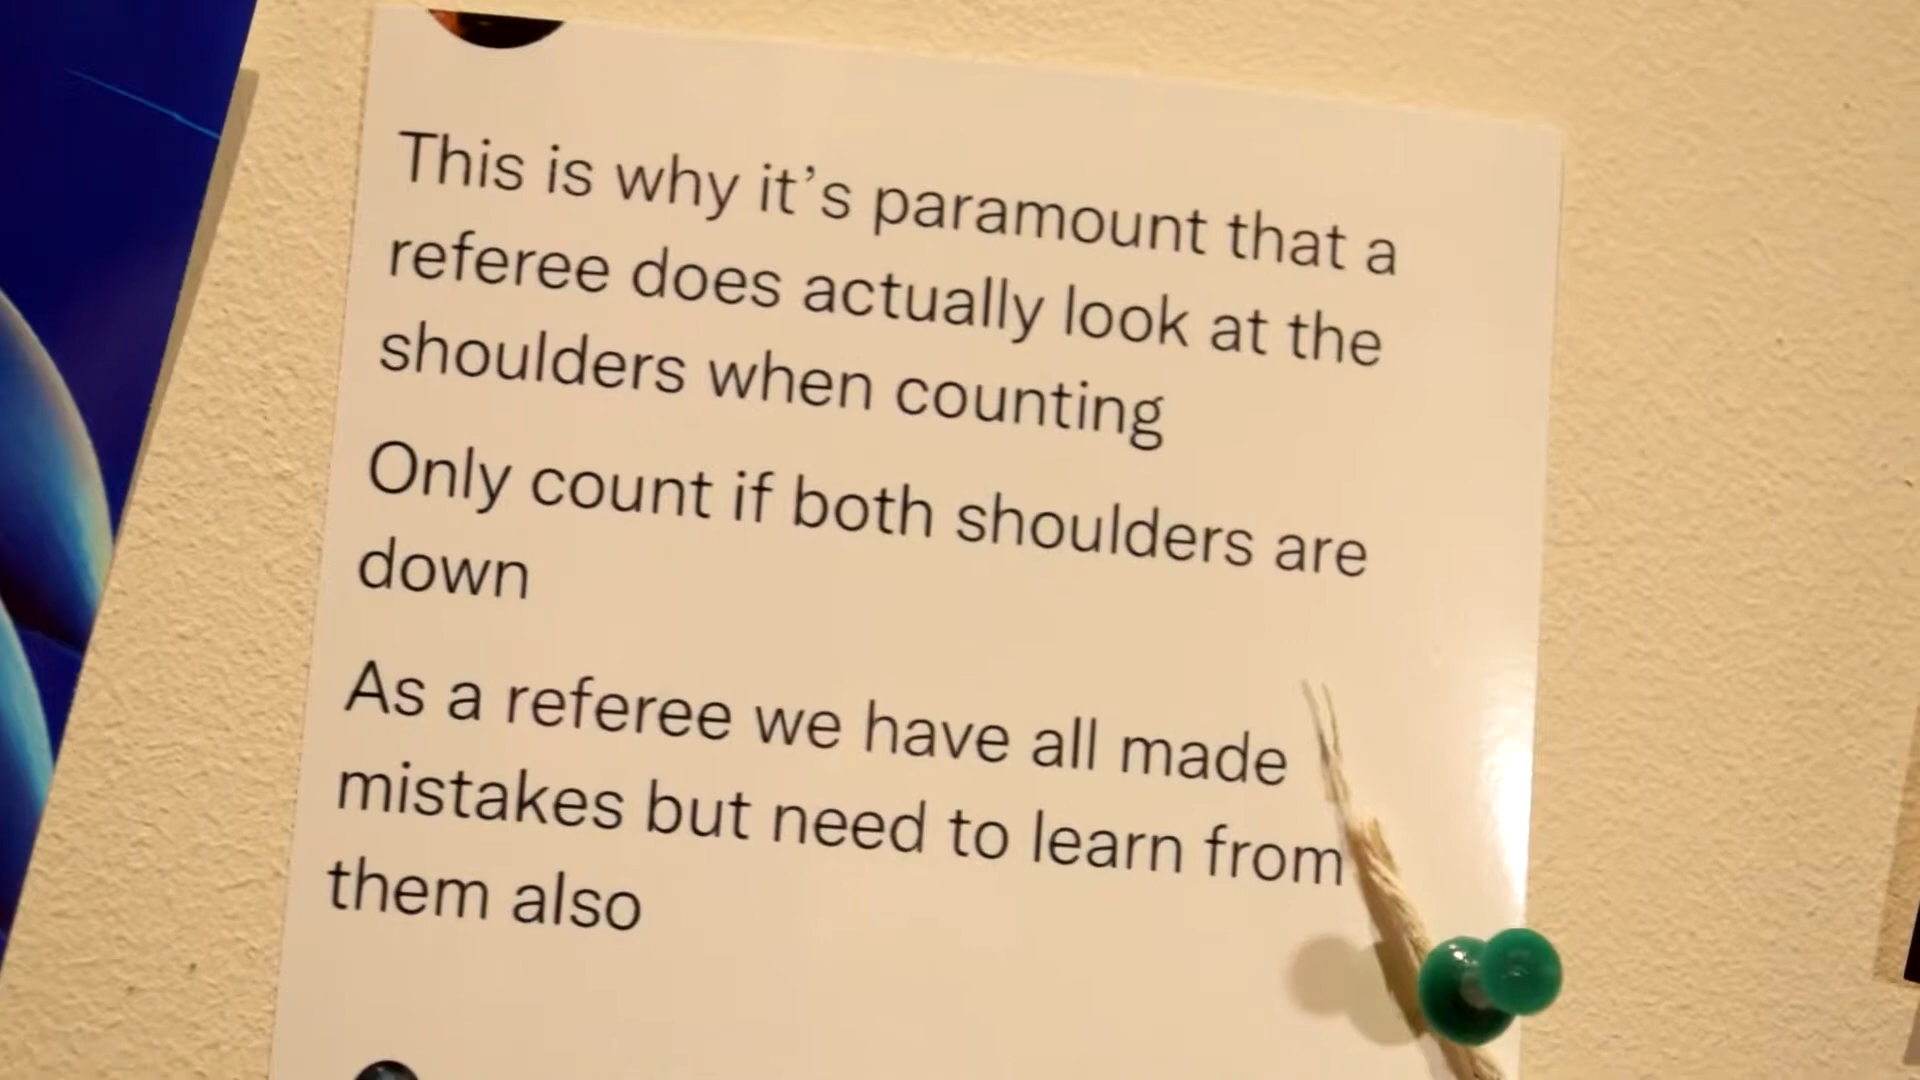 This is why it’s paramount that a
referee does actually look at the
shoulders when counting
Only count if both shoulders are
down
As a referee we have all made
mistakes but need to learn from
them also